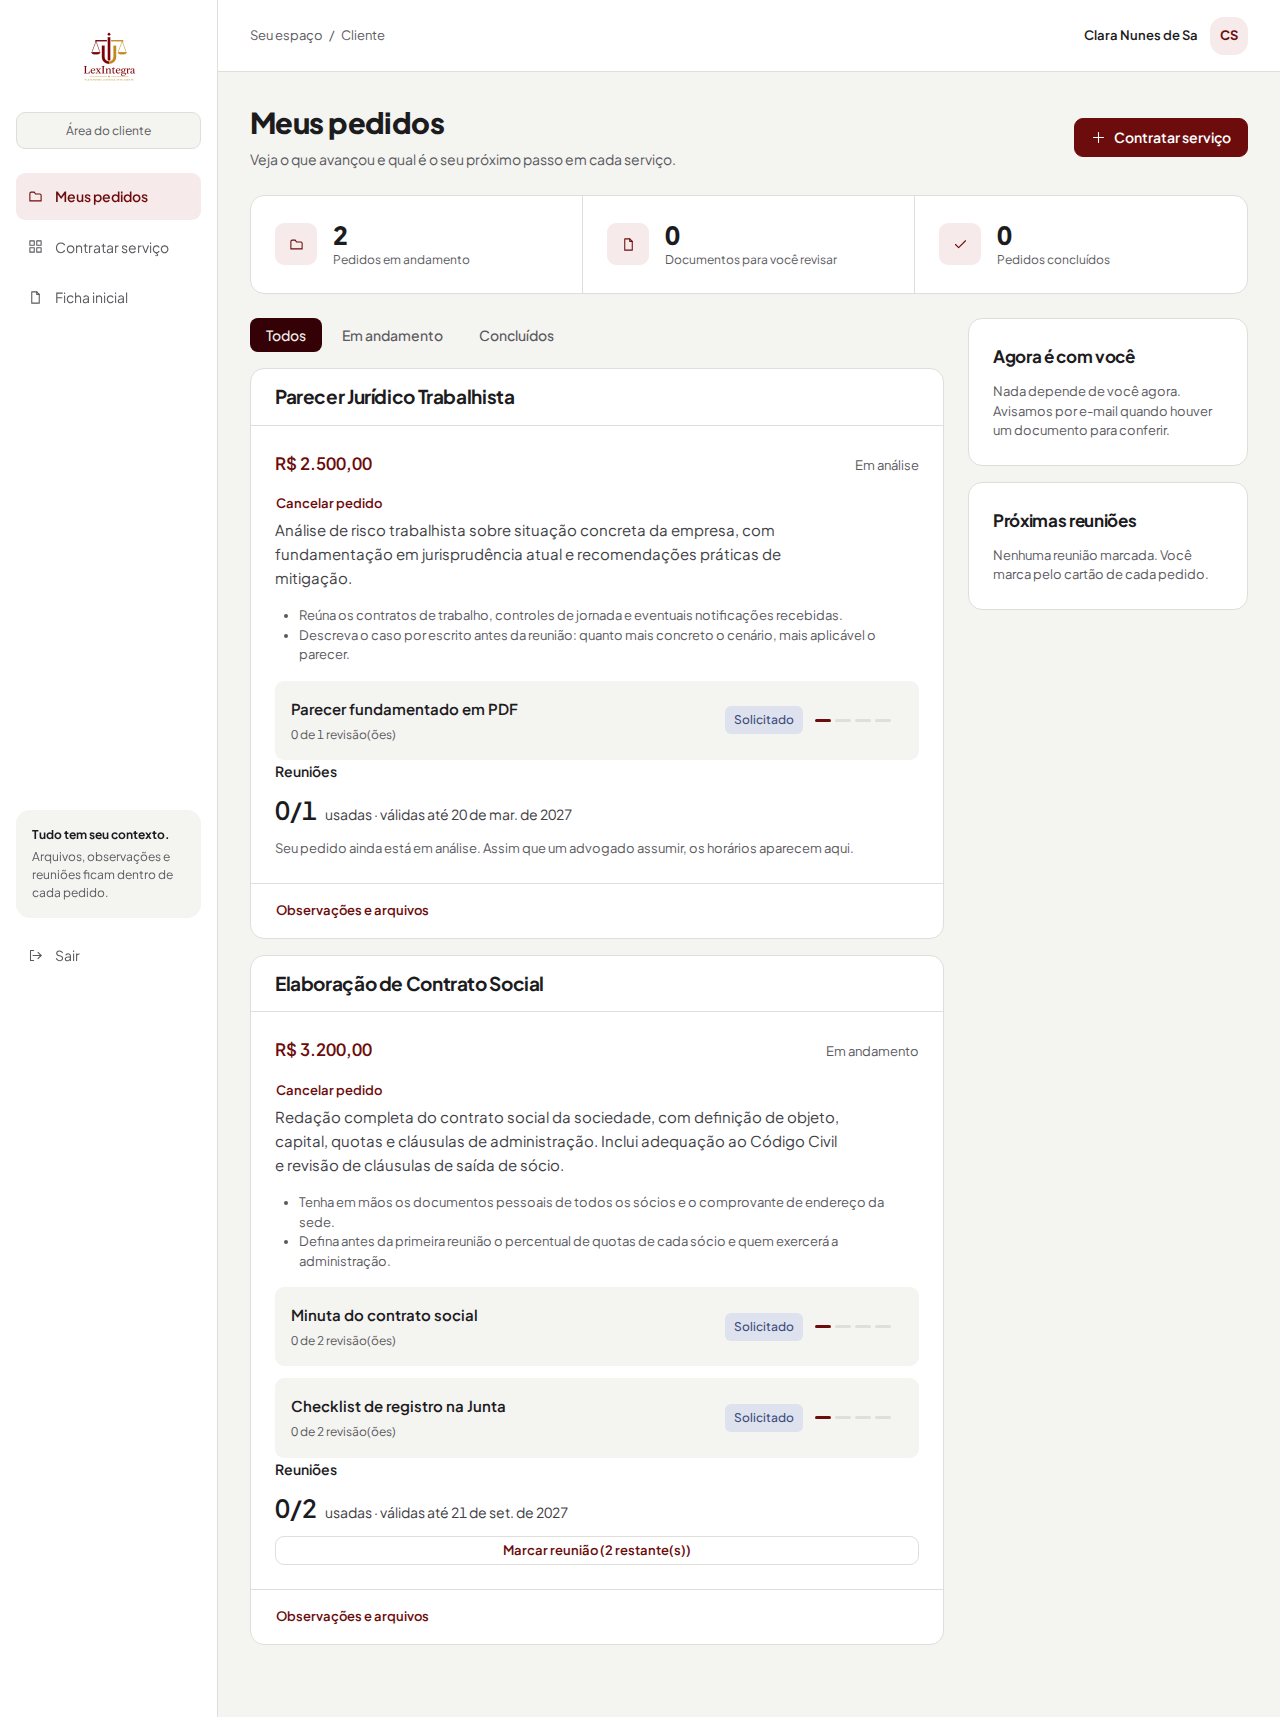 LexIntegra
Área do cliente
Meus pedidos
Contratar serviço
Ficha inicial
Tudo tem seu contexto.
Arquivos, observações e
reuniões ficam dentro de
cada pedido.
Sair
Seu espaço / Cliente
Clara Nunes de Sa
CS
Meus pedidos
Veja o que avançou e qual é o seu próximo passo em cada serviço.
Contratar serviço
2
Pedidos em andamento
0
Documentos para você revisar
0
Pedidos concluídos
Todos
Em andamento
Concluídos
Parecer Jurídico Trabalhista
R$ 2.500,00
Em análise
Cancelar pedido
Análise de risco trabalhista sobre situação concreta da empresa, com
fundamentação em jurisprudência atual e recomendações práticas de
mitigação.
• Reúna os contratos de trabalho, controles de jornada e eventuais notificações recebidas.
• Descreva o caso por escrito antes da reunião: quanto mais concreto o cenário, mais aplicável o
parecer.
Parecer fundamentado em PDF
0 de 1 revisão(ões)
Solicitado
Reuniões
0/1 usadas · válidas até 20 de mar. de 2027
Seu pedido ainda está em análise. Assim que um advogado assumir, os horários aparecem aqui.
Observações e arquivos
Elaboração de Contrato Social
R$ 3.200,00
Em andamento
Cancelar pedido
Redação completa do contrato social da sociedade, com definição de objeto,
capital, quotas e cláusulas de administração. Inclui adequação ao Código Civil
e revisão de cláusulas de saída de sócio.
• Tenha em mãos os documentos pessoais de todos os sócios e o comprovante de endereço da
sede.
• Defina antes da primeira reunião o percentual de quotas de cada sócio e quem exercerá a
administração.
Minuta do contrato social
0 de 2 revisão(ões)
Solicitado
Checklist de registro na Junta
0 de 2 revisão(ões)
Solicitado
Reuniões
0/2 usadas · válidas até 21 de set. de 2027
Marcar reunião (2 restante(s))
Observações e arquivos
Agora é com você
Nada depende de você agora.
Avisamos por e-mail quando houver
um documento para conferir.
Próximas reuniões
Nenhuma reunião marcada. Você
marca pelo cartão de cada pedido.